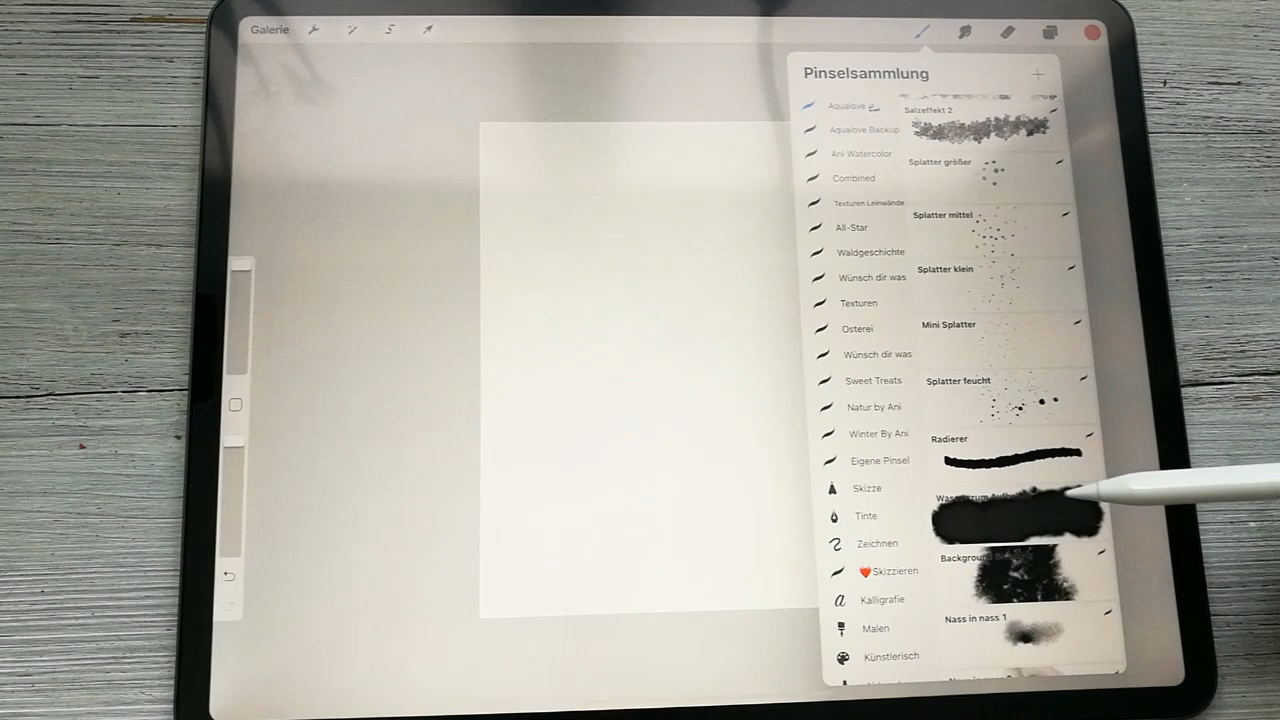 Galerie
Pinselsammlung
Aqualove
Aqualove Backup
Ani Watercolor
Combined
Texturen Leinwände
All-Star
Waldgeschichte
Wünsch dir was
Texturen
Osterei
Wünsch dir was
Sweet Treats
Natur by Ani
Winter By Ani
Eigene Pinsel
Skizze
Tinte
Zeichnen
❤️Skizzieren
Kalligrafie
Malen
Künstlerisch
Salzeffekt 2
Splatter größer
Splatter mittel
Splatter klein
Mini Splatter
Splatter feucht
Radierer
Nass in nass 1